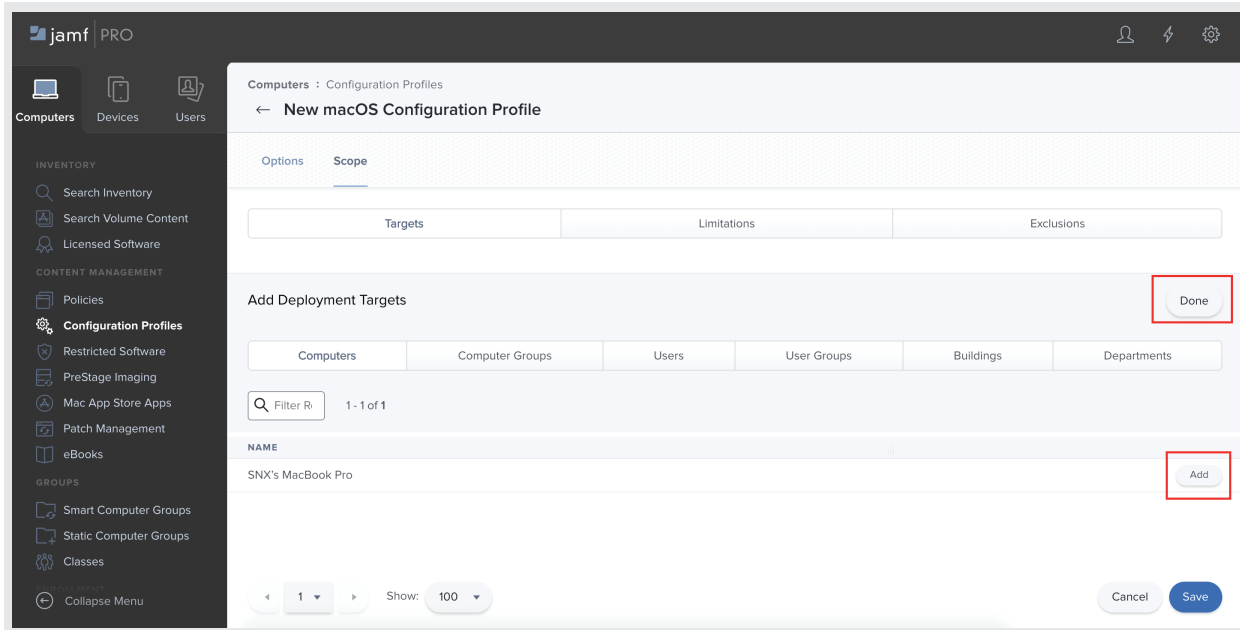 jamf PRO
Computers
Devices
Users
INVENTORY
Search Inventory
Search Volume Content
Licensed Software
CONTENT MANAGEMENT
Policies
Configuration Profiles
Restricted Software
PreStage Imaging
Mac App Store Apps
Patch Management
eBooks
GROUPS
Smart Computer Groups
Static Computer Groups
Classes
Collapse Menu
Computers : Configuration Profiles
← New macOS Configuration Profile
Options Scope
Targets Limitations Exclusions
Add Deployment Targets
Done
Computers Computer Groups Users User Groups Buildings Departments
Filter R
1 - 1 of 1
NAME
SNX's MacBook Pro
Add
1 Show: 100
Cancel Save